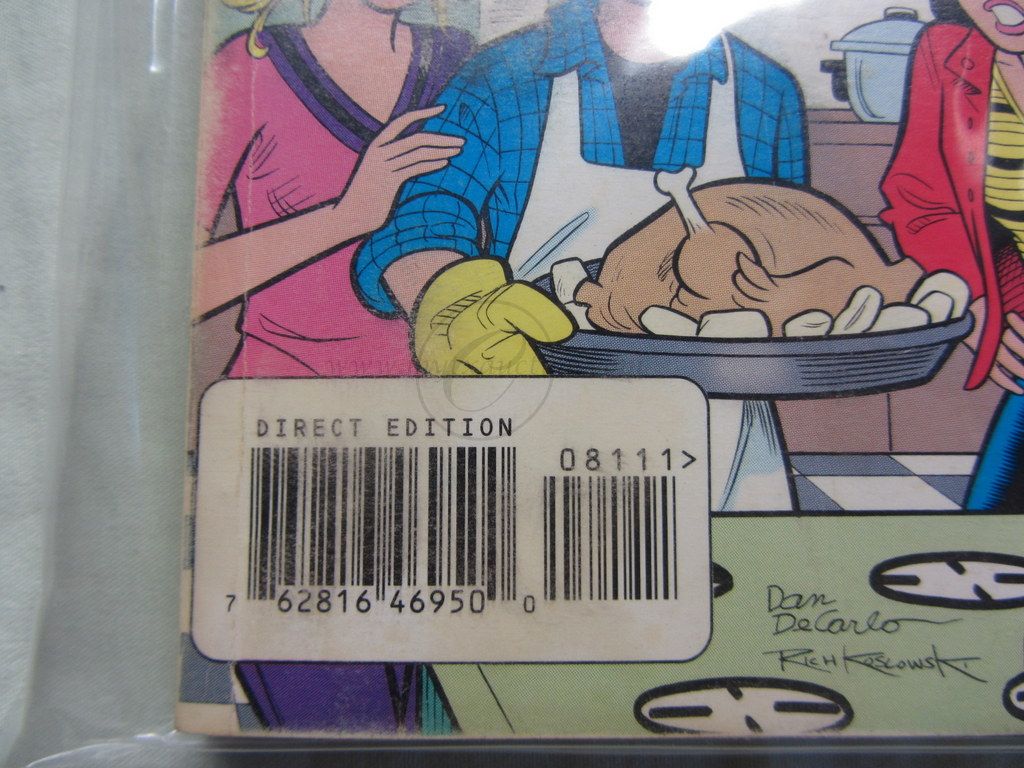 DIRECT EDITION
08111>
7 62816 46950 0
Dan
DeCarlo
RICH KOSLOWSKI